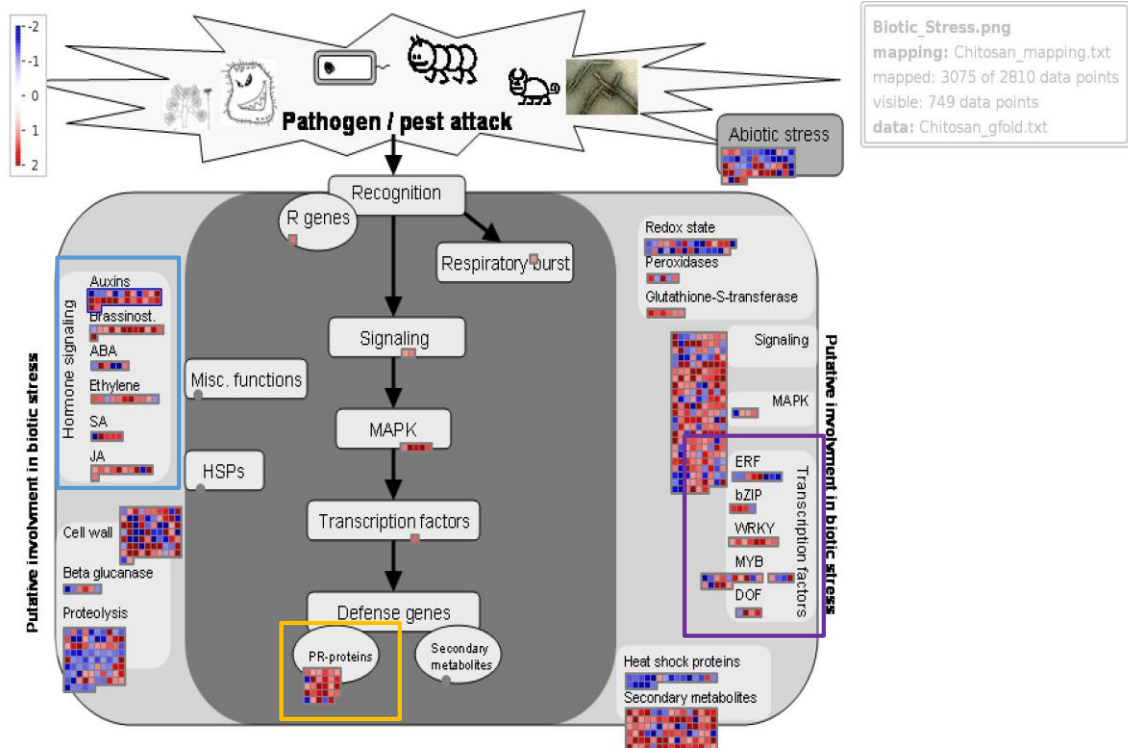 -2
-1
0
1
2
Biotic_Stress.png
mapping: Chitosan_mapping.txt
mapped: 3075 of 2810 data points
visible: 749 data points
data: Chitosan_gfold.txt
Pathogen / pest attack
Abiotic stress
Recognition
R genes
Respiratory burst
Redox state
Peroxidases
Glutathione-S-transferase
Putative involvment in biotic stress
Hormone signaling
Auxins
Brassinost.
ABA
Ethylene
SA
JA
Signaling
Misc. functions
MAPK
HSPs
Transcription factors
Cell wall
Beta glucanase
Proteolysis
Defense genes
PR-proteins
Secondary
metabolites
Signaling
MAPK
Putative involvment in biotic stress
Transcription factors
ERF
bZIP
WRKY
MYB
DOF
Heat shock proteins
Secondary metabolites